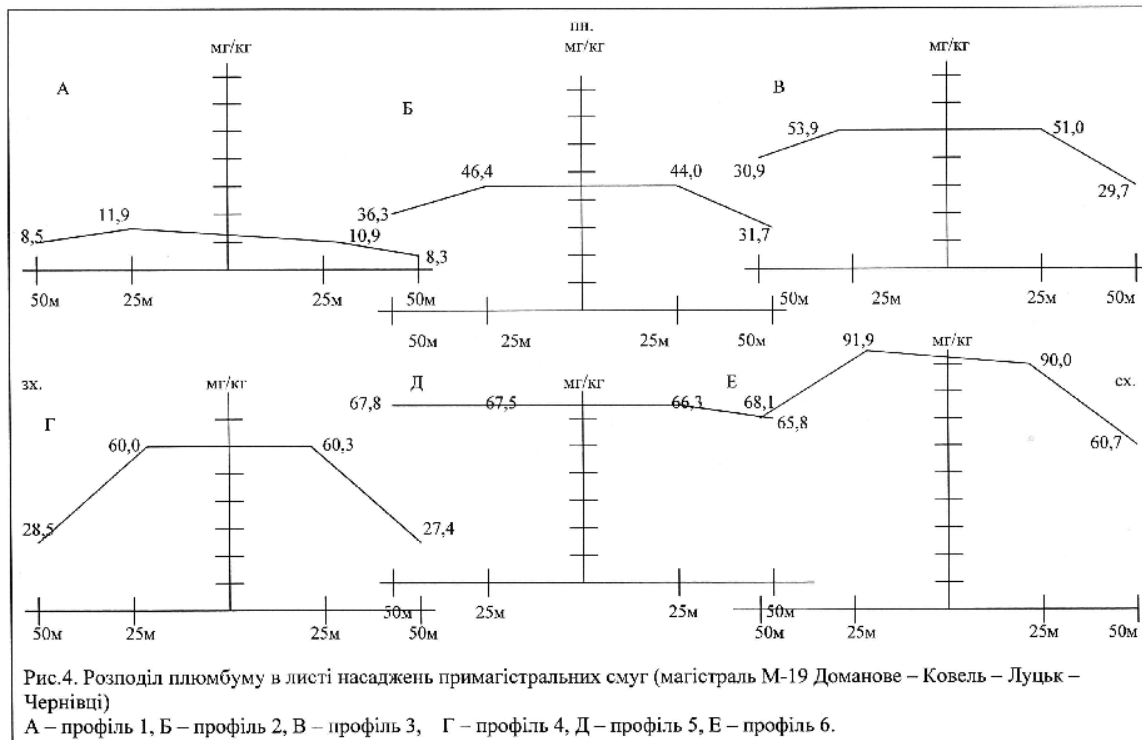 пн.
мг/кг
мг/кг
мг/кг
А
Б
В
8,5
11,9
10,9
8,3
50м
25м
25м
50м
36,3
46,4
44,0
31,7
50м
25м
25м
50м
30,9
53,9
51,0
29,7
50м
25м
25м
50м
зх.
мг/кг
мг/кг
мг/кг
сх.
Г
Д
Е
28,5
60,0
60,3
27,4
50м
25м
25м
50м
67,8
67,5
66,3
65,8
50м
25м
25м
50м
68,1
91,9
90,0
60,7
50м
25м
25м
50м
Рис.4. Розподіл плюмбуму в листі насаджень примагістральних смуг (магістраль М-19 Доманове – Ковель – Луцьк –
Чернівці)
А – профіль 1, Б – профіль 2, В – профіль 3, Г – профіль 4, Д – профіль 5, Е – профіль 6.